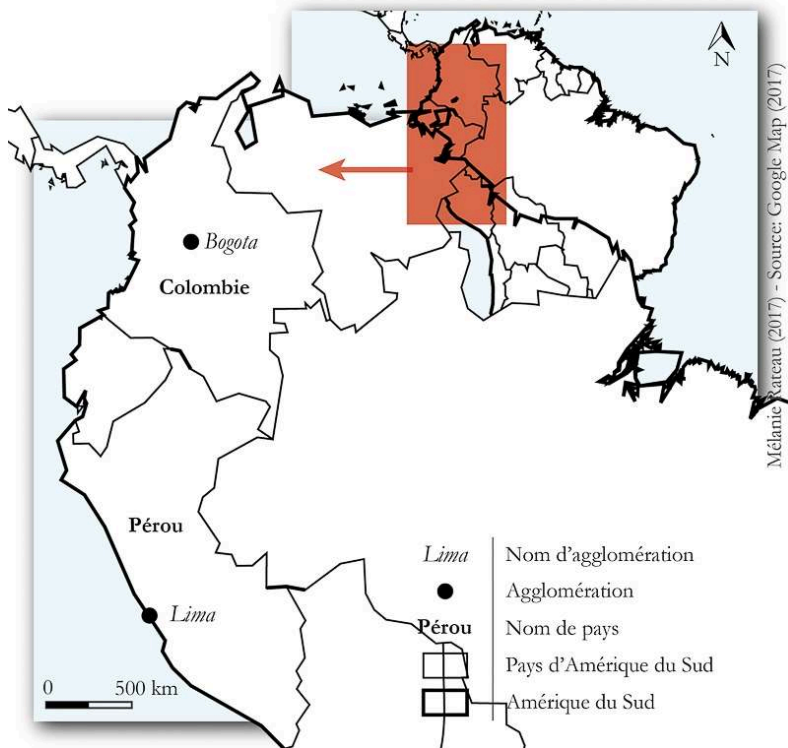 N
Mélanie Rateau (2017) - Source: Google Map (2017)
Bogota
Colombie
Pérou
Lima
0 500 km
Lima Nom d'agglomération
Agglomération
Pérou Nom de pays
Pays d'Amérique du Sud
Amérique du Sud